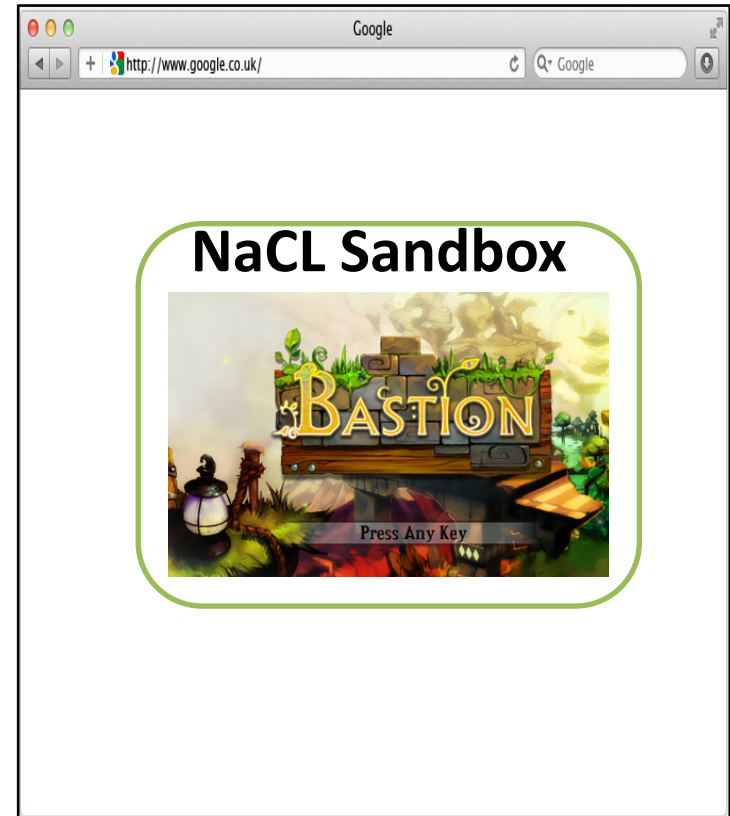 Google
http://www.google.co.uk/
Google
NaCL Sandbox
BASTION
Press Any Key